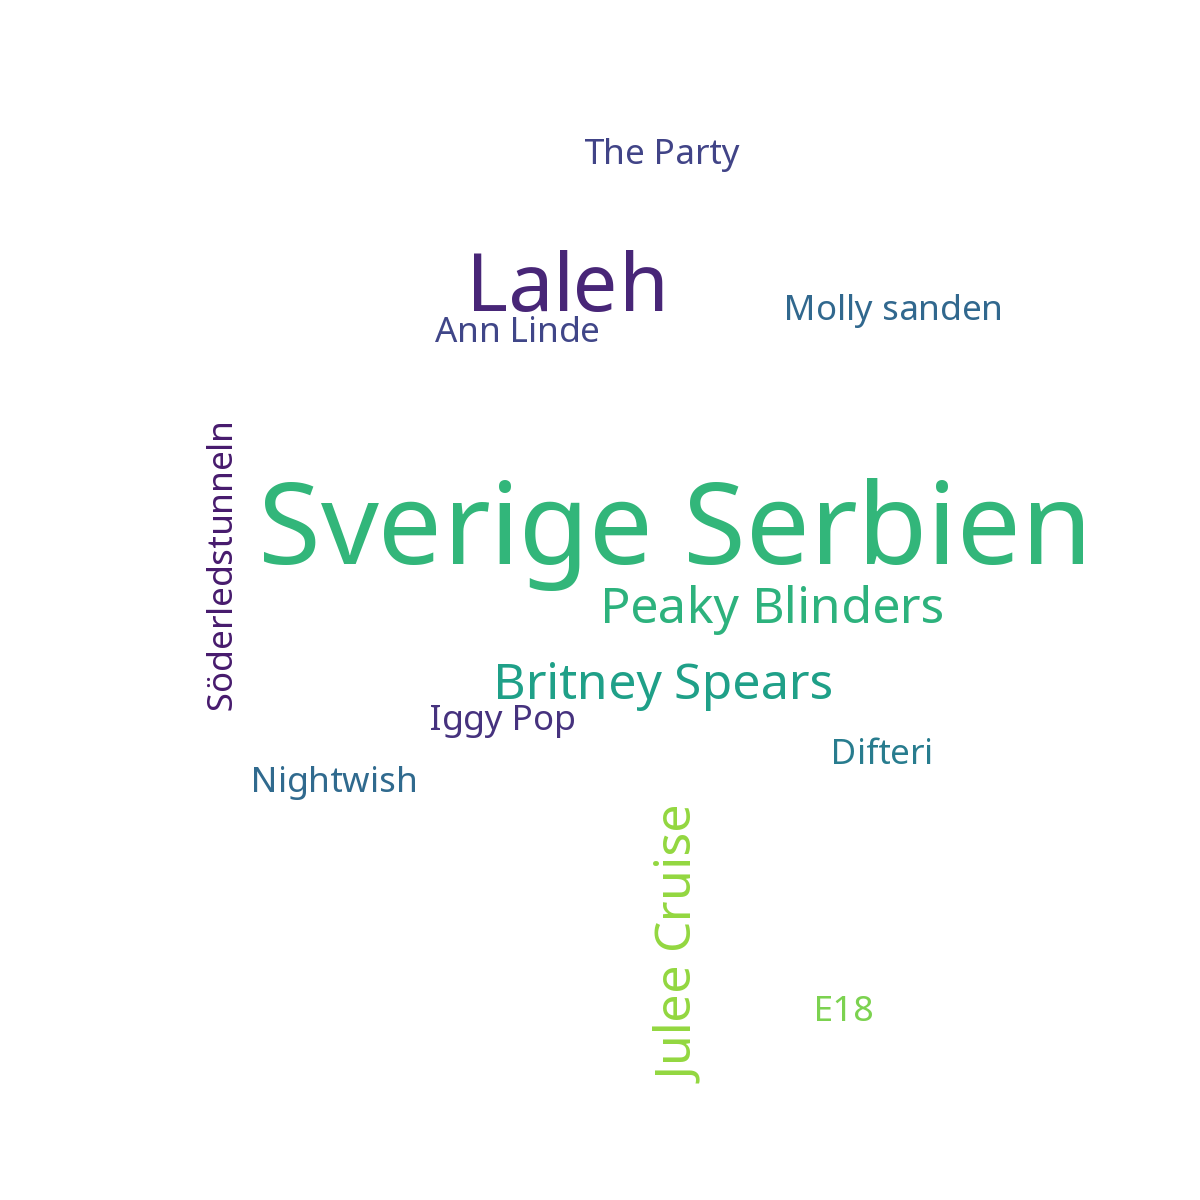 The Party
Laleh
Molly sanden
Ann Linde
Söderledstunneln
Sverige Serbien
Peaky Blinders
Britney Spears
Iggy Pop
Difteri
Nightwish
Julee Cruise
E18